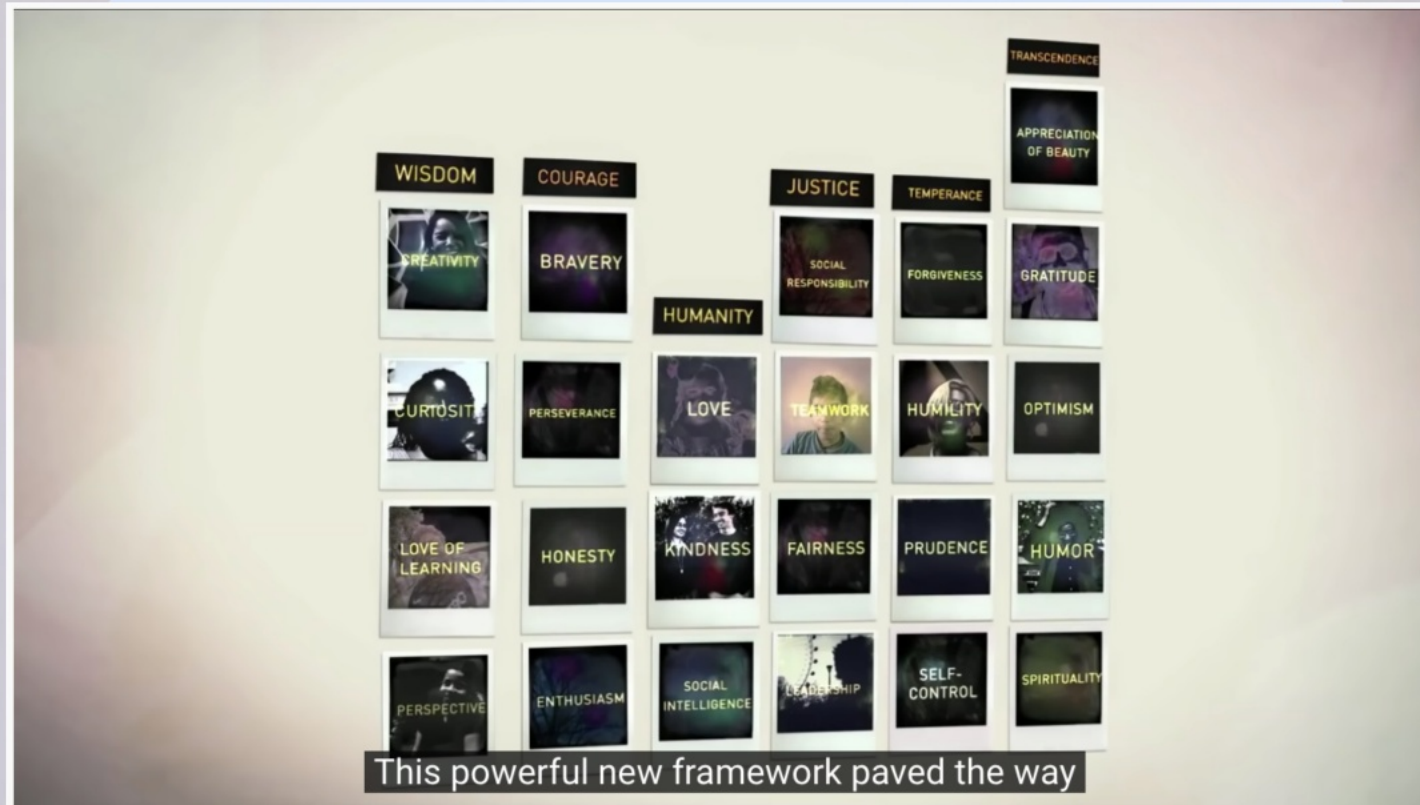 WISDOM
CREATIVITY
CURIOSIT
LOVE OF
LEARNING
PERSPECTIVE
COURAGE
BRAVERY
PERSEVERANCE
HONESTY
ENTHUSIASM
HUMANITY
LOVE
KINDNESS
SOCIAL
INTELLIGENCE
JUSTICE
SOCIAL
RESPONSIBILITY
TEAMWORK
FAIRNESS
LEADERSHIP
TEMPERANCE
FORGIVENESS
HUMILITY
PRUDENCE
SELF-
CONTROL
TRANSCENDENCE
APPRECIATION
OF BEAUTY
GRATITUDE
OPTIMISM
HUMOR
SPIRITUALITY
This powerful new framework paved the way